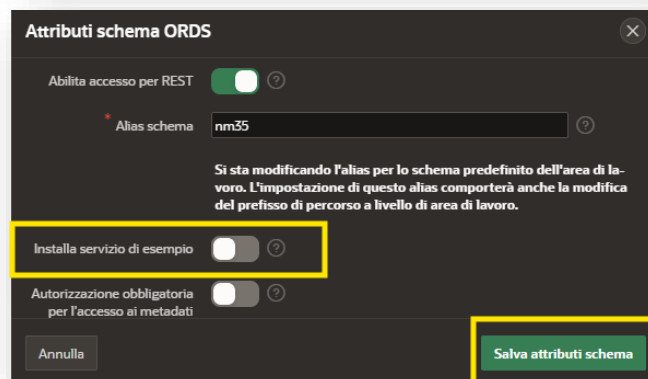 Attributi schema ORDS
Abilita accesso per REST
* Alias schema
nm35
Si sta modificando l'alias per lo schema predefinito dell'area di la-
voro. L'impostazione di questo alias comporterà anche la modifica
del prefisso di percorso a livello di area di lavoro.
Installa servizio di esempio
Autorizzazione obbligatoria
per l'accesso ai metadati
Annulla
Salva attributi schema